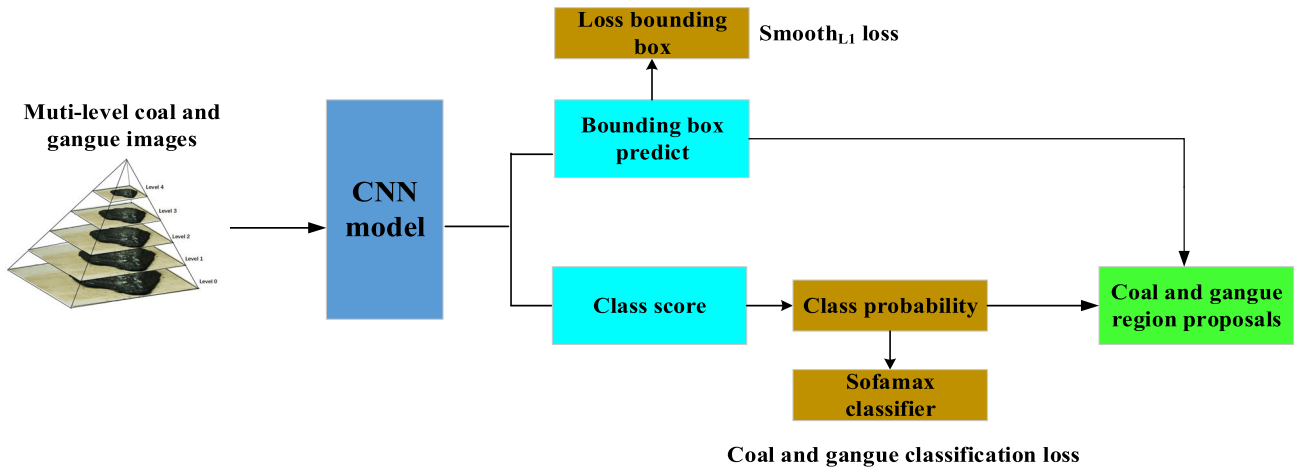 Loss bounding
box
Smooth L1 loss
Muti-level coal and
gangue images
Level 4
Level 3
Level 2
Level 1
Level 0
CNN
model
Bounding box
predict
Class score
Class probability
Coal and gangue
region proposals
Sofamax
classifier
Coal and gangue classification loss